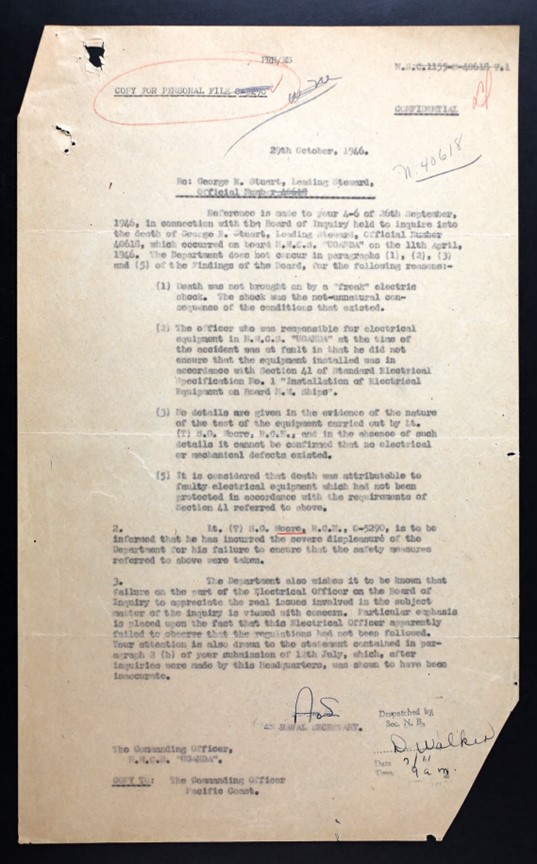 COPY FOR PERSONAL FILE
N.S.C.1155-S-40618 V.1
CONFIDENTIAL
29th October, 1946.
N.40618
Re: George E. Stuart, Leading Steward,
Official Number 40618
Reference is made to your 4-6 of 26th September,
1946, in connection with the Board of Inquiry held to inquire into
the death of George E. Stuart, Leading Steward, Official Number
40618, which occurred on board H.M.C.S. "UGANDA" on the 11th April,
1946. The Department does not concur in paragraphs (1), (2), (3)
and (5) of the Findings of the Board, for the following reasons:-
(1) Death was not brought on by a "freak" electric
shock. The shock was the not-unnatural con-
sequence of the conditions that existed.
(2) The officer who was responsible for electrical
equipment in H.M.C.S. "UGANDA" at the time of
the accident was at fault in that he did not
ensure that the equipment installed was in
accordance with Section 41 of Standard Electrical
Specification No. 1 "Installation of Electrical
Equipment on Board H.M. Ships".
(3) No details are given in the evidence of the nature
of the test of the equipment carried out by Lt.
(T) H.G. Moore, R.C.N.; and in the absence of such
details it cannot be confirmed that no electrical
or mechanical defects existed.
(5) It is considered that death was attributable to
faulty electrical equipment which had not been
protected in accordance with the requirements of
Section 41 referred to above.
2. Lt. (T) H.G. Moore, R.C.N., O-5290, is to be
informed that he has incurred the severe displeasure of the
Department for his failure to ensure that the safety measures
referred to above were taken.
3. The Department also wishes it to be known that
failure on the part of the Electrical Officer on the Board of
Inquiry to appreciate the real issues involved in the subject
matter of the inquiry is viewed with concern. Particular emphasis
is placed upon the fact that this Electrical Officer apparently
failed to observe that the regulations had not been followed.
Your attention is also drawn to the statement contained in par-
agraph 2 (b) of your submission of 12th July, which, after
inquiries were made by this Headquarters, was shown to have been
inaccurate.
NAVAL SECRETARY.
Dispatched by
Sec. N. B.
D. Walker
Date 7/11
Time 9 a.m.
The Commanding Officer,
H.M.C.S. "UGANDA".
COPY TO: The Commanding Officer
Pacific Coast.